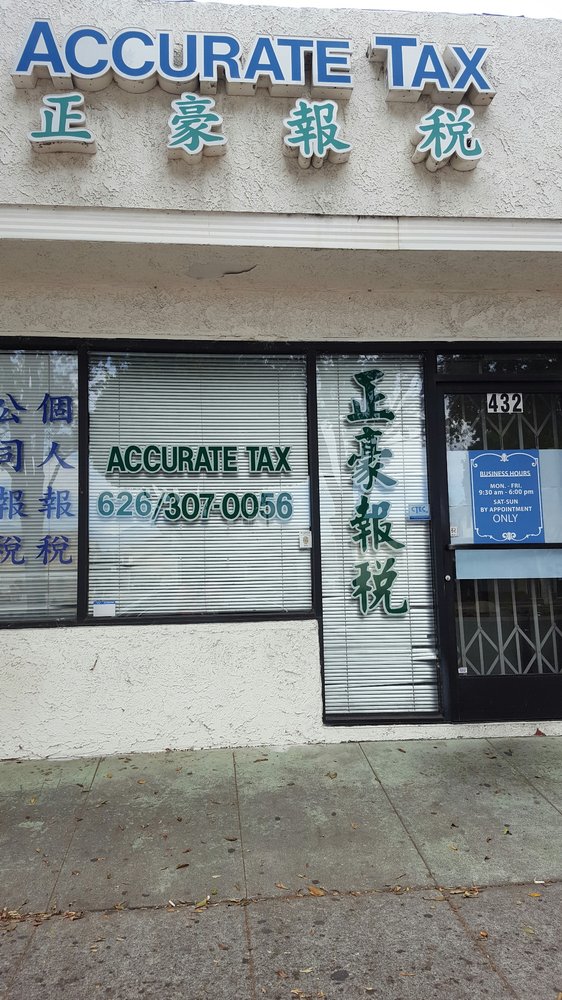 ACCURATE TAX
正豪報稅
個人報稅
公司報稅
ACCURATE TAX
626/307-0056
正豪報稅
CTEC
432
BUSINESS HOURS
MON. - FRI.
9:30 am - 6:00 pm
SAT-SUN
BY APPOINTMENT
ONLY